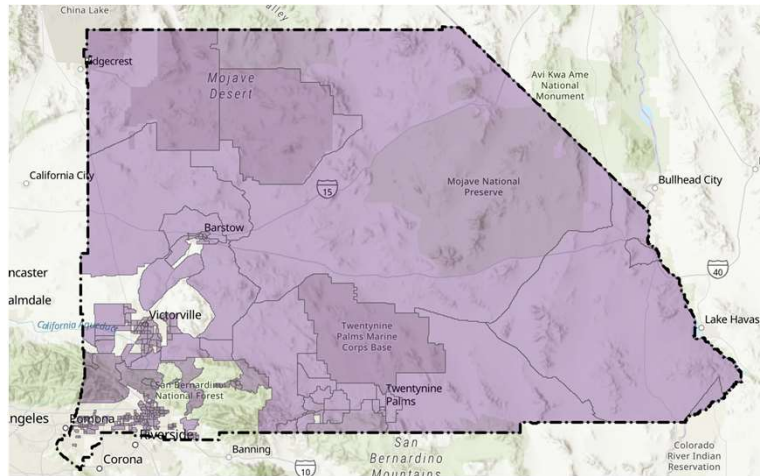 China Lake
alley
Ridgecrest
Mojave
Desert
Avi Kwa Ame
National
Monument
California City
15
Mojave National
Preserve
Bullhead City
Barstow
40
ncaster
almdale
Victorville
California Aqueduct
Lake Havas
Twentynine
Palms Marine
Corps Base
San Bernardino
National Forest
Twentynine
Palms
ngeles
Pomona
Riverside
Corona
Banning
10
San
Bernardino
Mountains
Colorado
River Indian
Reservation